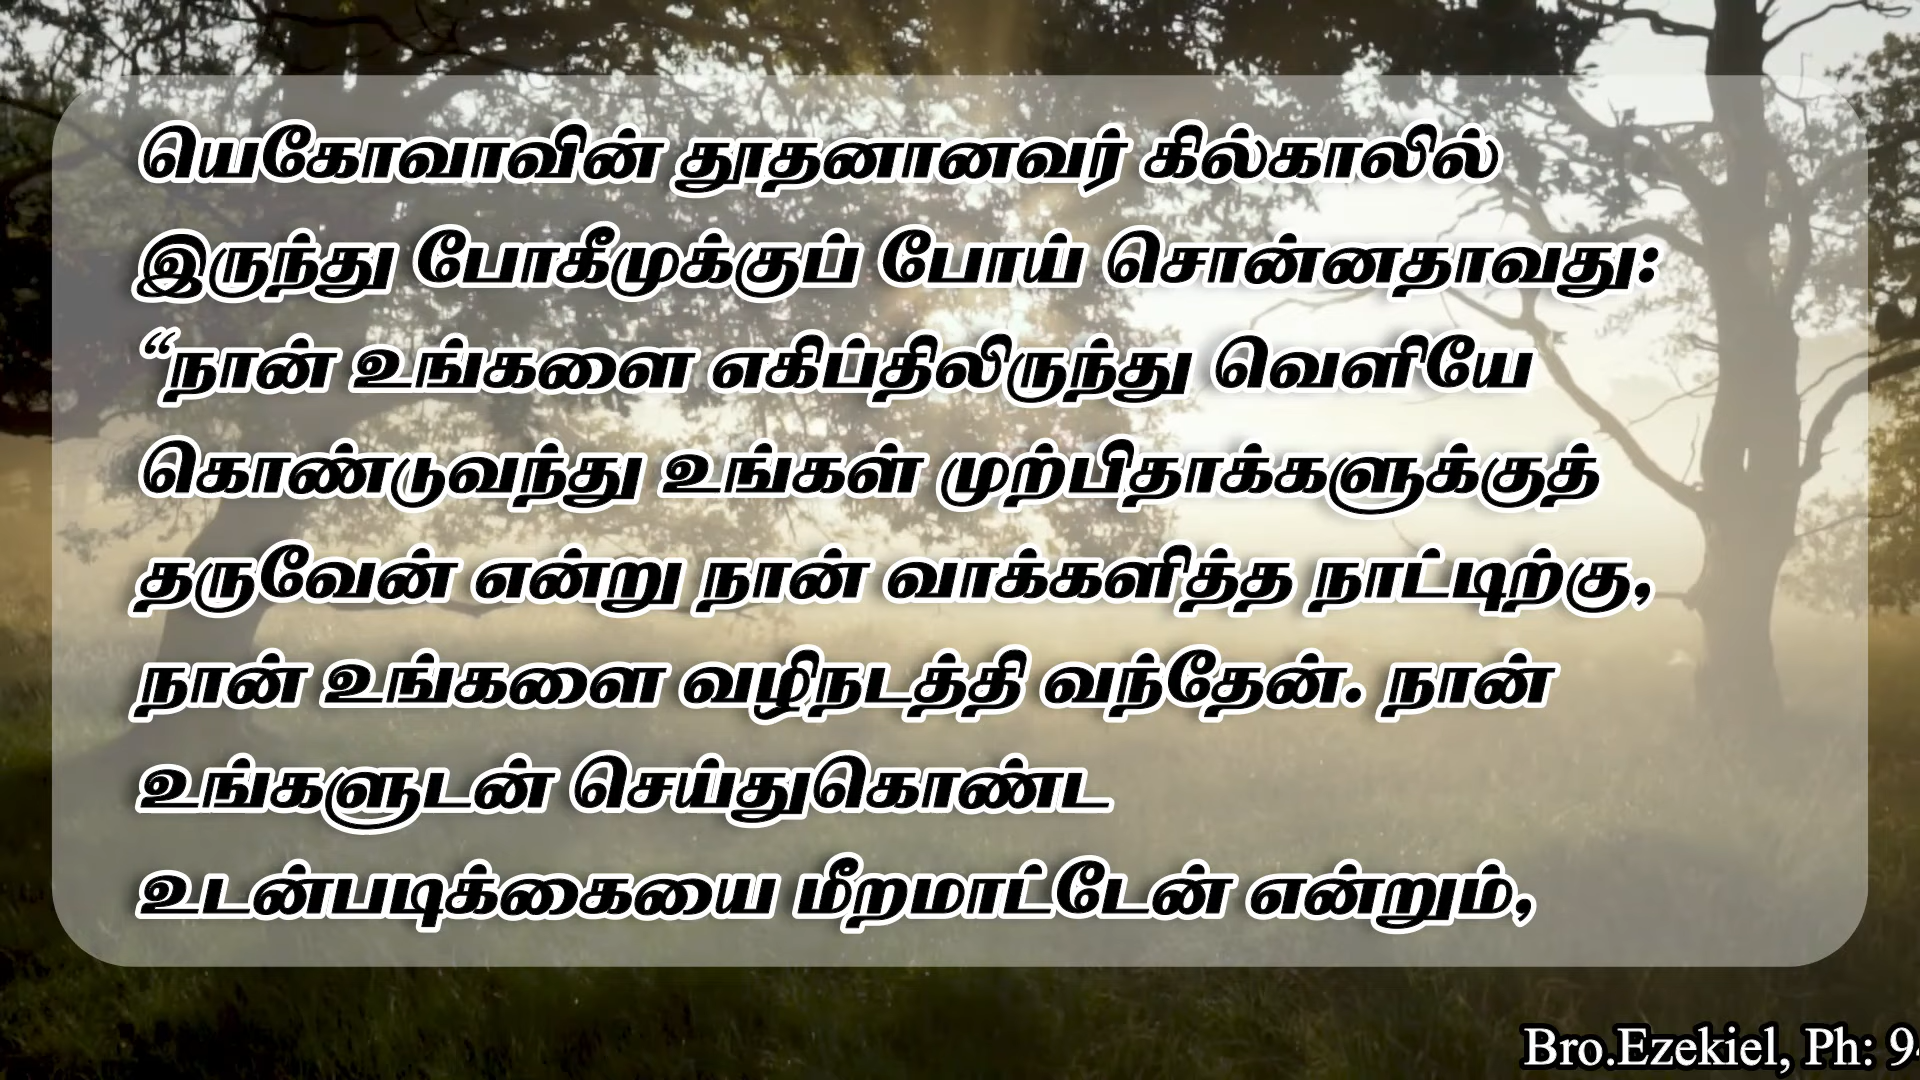 யெகோவாவின் தூதனானவர் கில்காலில்
இருந்து போகீமுக்குப் போய் சொன்னதாவது:
“நான் உங்களை எகிப்திலிருந்து வெளியே
கொண்டுவந்து உங்கள் முற்பிதாக்களுக்குத்
தருவேன் என்று நான் வாக்களித்த நாட்டிற்கு,
நான் உங்களை வழிநடத்தி வந்தேன். நான்
உங்களுடன் செய்துகொண்ட
உடன்படிக்கையை மீறமாட்டேன் என்றும்,
Bro.Ezekiel, Ph: 9